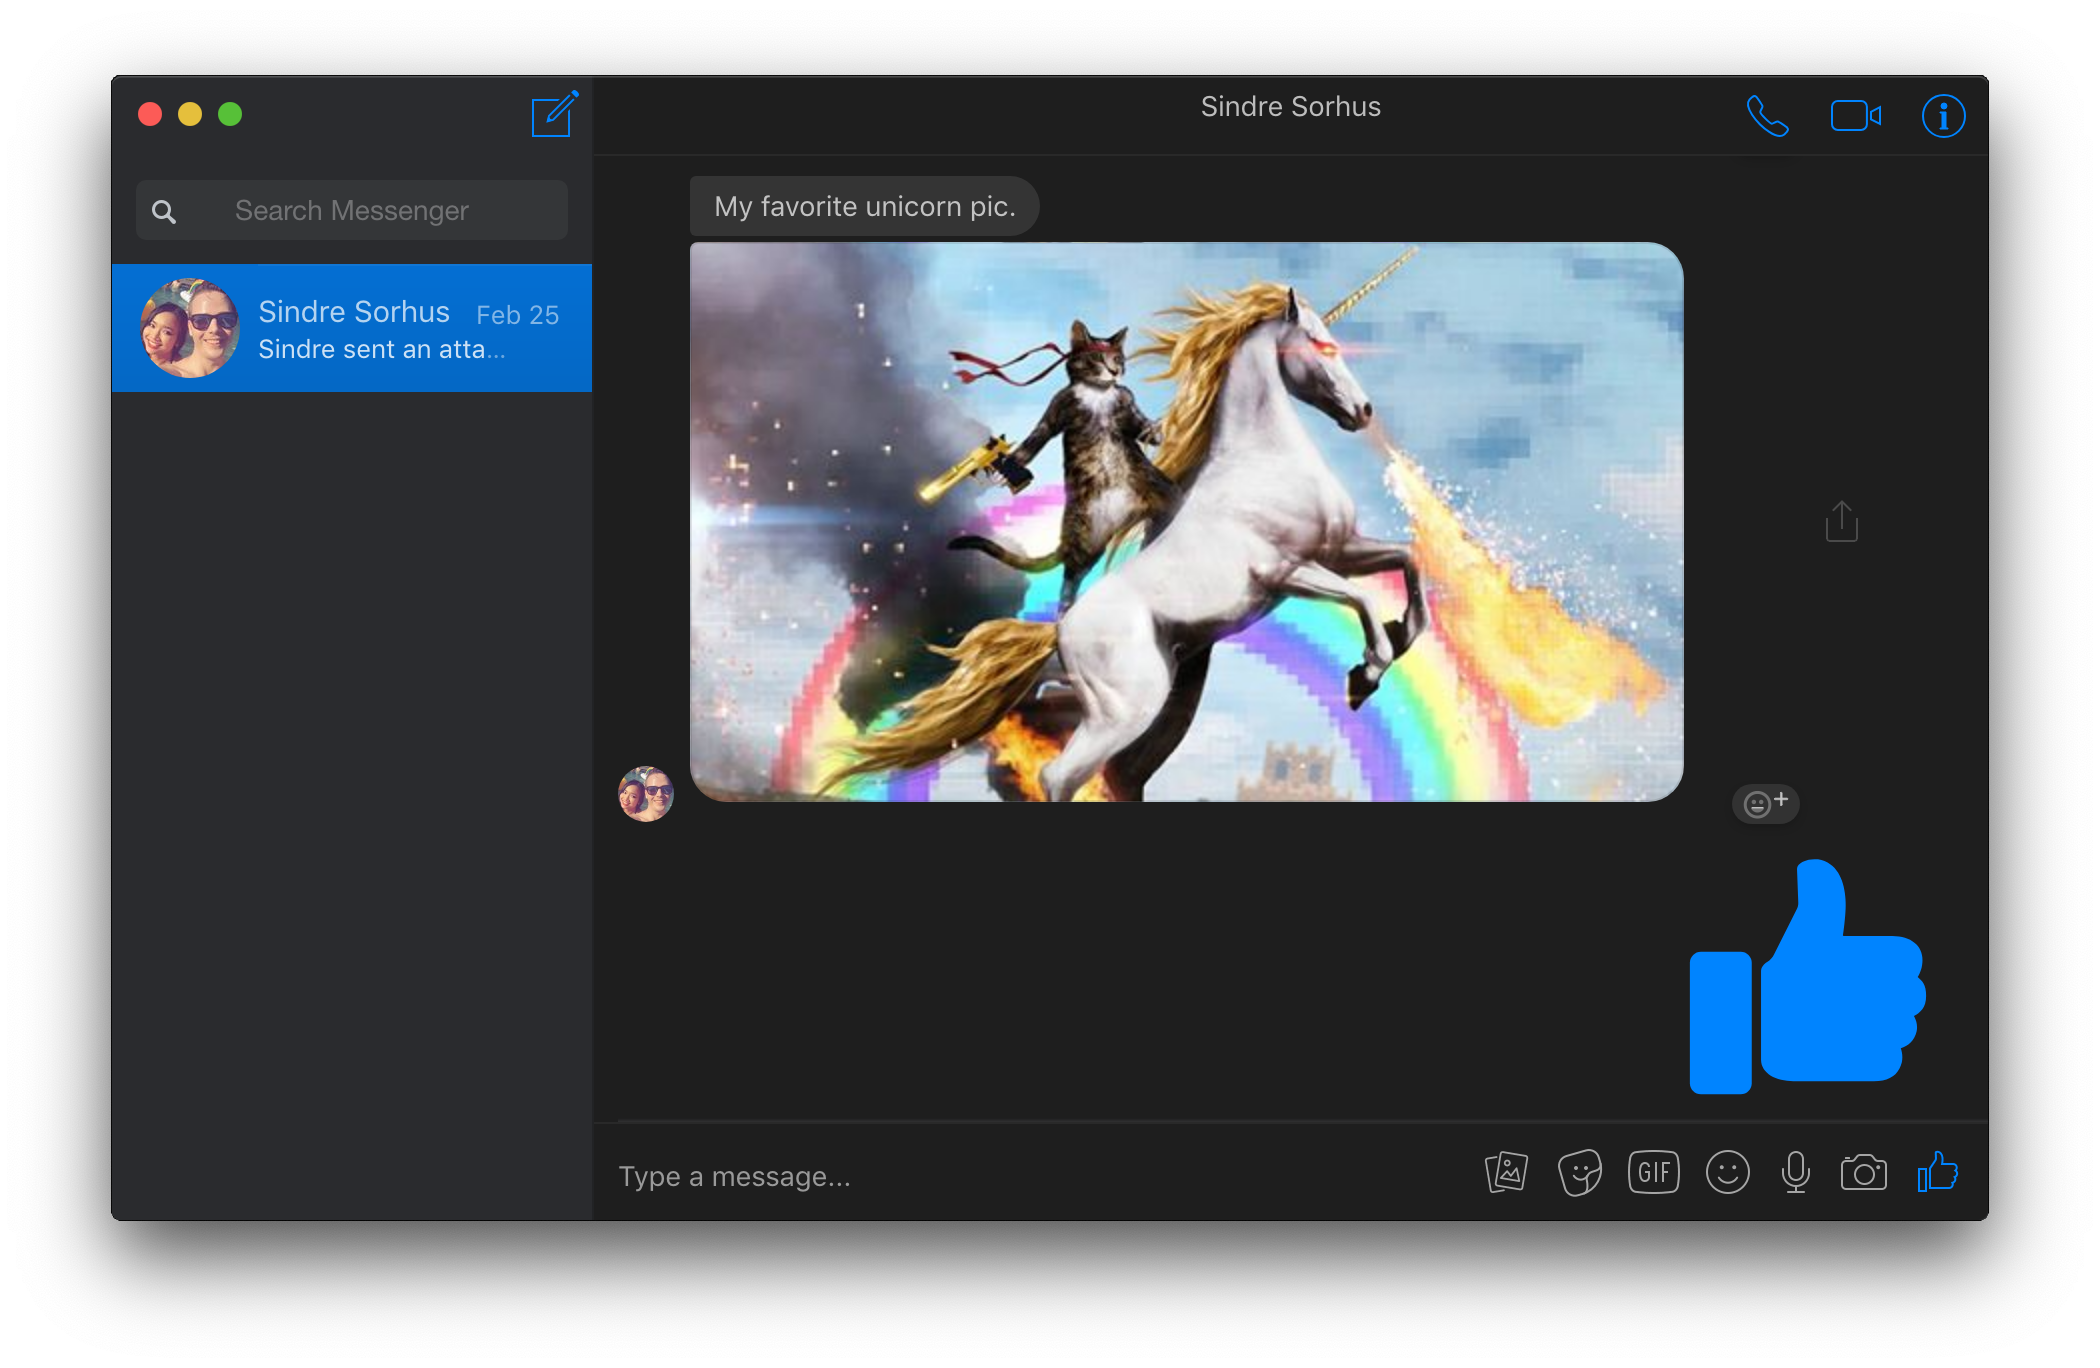 Search Messenger
Sindre Sorhus
Feb 25
Sindre sent an atta...
Sindre Sorhus
My favorite unicorn pic.
Type a message...
GIF